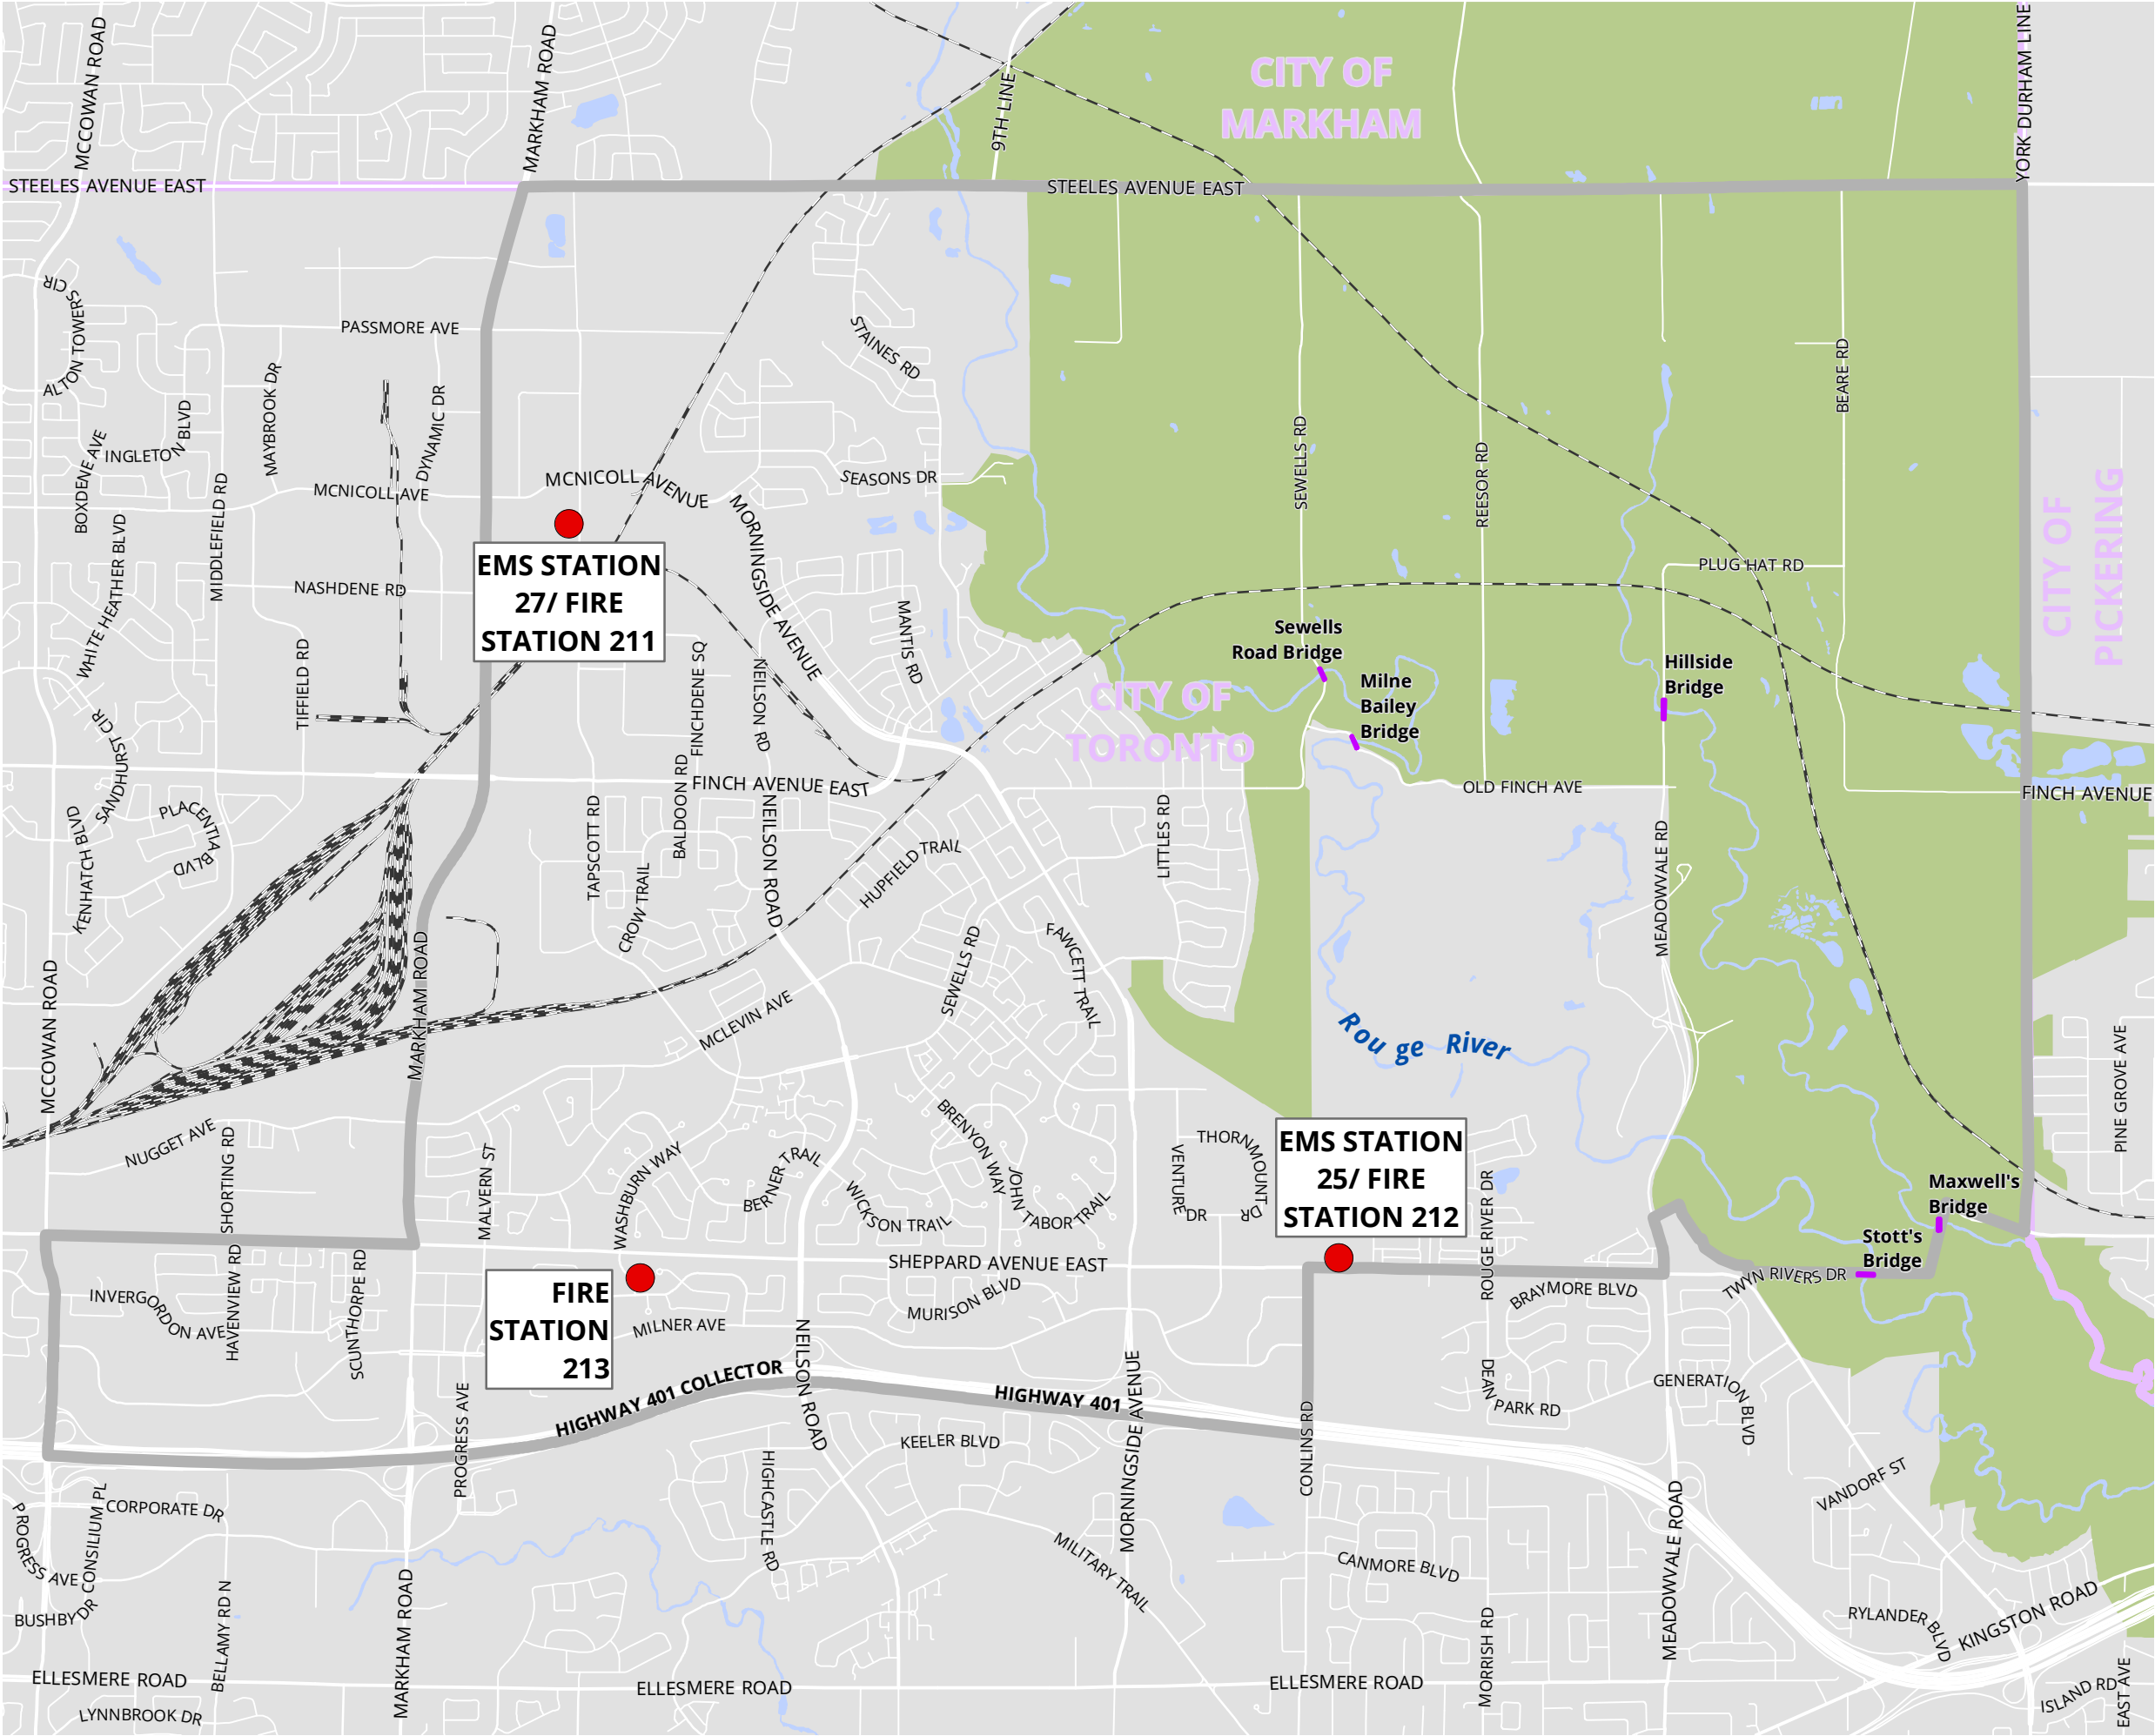 MCCOWAN ROAD
MARKHAM ROAD
9TH LINE
CITY OF
MARKHAM
YORK DURHAM LINE
STEELES AVENUE EAST
STEELES AVENUE EAST
ALTON TOWERS CIR
PASSMORE AVE
STAINES RD
BEARE RD
MAYBROOK DR
DYNAMIC DR
INGLETON BLVD
BOXDENE AVE
MIDDLEFIELD RD
MCNICOLL AVE
MCNICOLL AVENUE
SEASONS DR
SEWELLS RD
REESOR RD
CITY OF
PICKERING
MORNINGSIDE AVENUE
WHITE HEATHER BLVD
NASHDENE RD
EMS STATION
27/ FIRE
STATION 211
PLUG HAT RD
MANTIS RD
Sewells
Road Bridge
Milne
Bailey
Bridge
Hillside
Bridge
TIFFIELD RD
FINCHDENE SQ
NEILSON RD
CITY OF
TORONTO
SANDHURST CIR
PLACENTIA BLVD
KENHATCH BLVD
FINCH AVENUE EAST
OLD FINCH AVE
FINCH AVENUE
TAPSCOTT RD
BALDOON RD
CROW TRAIL
NEILSON ROAD
HUPFIELD TRAIL
LITTLES RD
MEADOWVALE RD
SEWELLS RD
FAWCETT TRAIL
MCCOWAN ROAD
MARKHAM ROAD
MCLEVIN AVE
Rouge River
PINE GROVE AVE
NUGGET AVE
SHORTING RD
MALVERN ST
WASHBURN WAY
BERNER TRAIL
WICKSON TRAIL
BRENYON WAY
JOHN TABOR TRAIL
VENTURE DR
THORNMOUNT DR
EMS STATION
25/ FIRE
STATION 212
ROUGE RIVER DR
Maxwell's
Bridge
Stott's
Bridge
SHEPPARD AVENUE EAST
TWYN RIVERS DR
BRAYMORE BLVD
MURISON BLVD
INVERGORDON AVE
HAVENVIEW RD
SCUNTHORPE RD
FIRE
STATION
213
MILNER AVE
NEILSON ROAD
HIGHWAY 401 COLLECTOR
HIGHWAY 401
MORNINGSIDE AVENUE
DEAN PARK RD
GENERATION BLVD
PROGRESS AVE
CONLINS RD
KEELER BLVD
HIGHCASTLE RD
VANDORF ST
CORPORATE DR
PROGRESS AVE
CONSILIUM PL
MILITARY TRAIL
CANMORE BLVD
MEADOWVALE ROAD
BUSHBY DR
BELLAMY RD N
MARKHAM ROAD
MORRISH RD
RYLANDER BLVD
KINGSTON ROAD
ELLESMERE ROAD
ELLESMERE ROAD
ELLESMERE ROAD
LYNNBROOK DR
ISLAND RD
EAST AVE